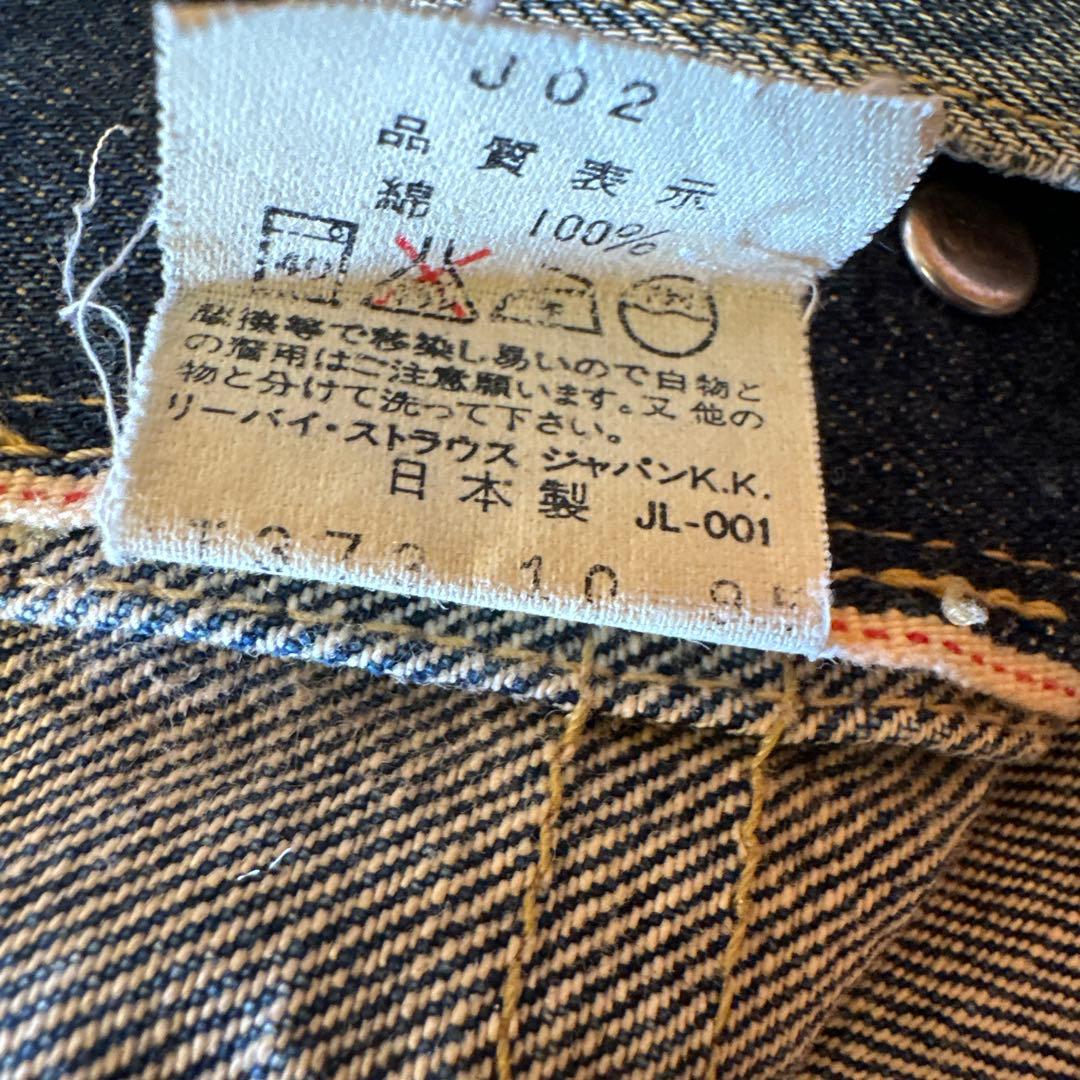 J02
品質表示
綿 100%
40
摩擦等で移染し易いので白物と
の着用はご注意願います。又他の
物と分けて洗って下さい。
リーバイ・ストラウス ジャパンK.K.
日本製 JL-001
10